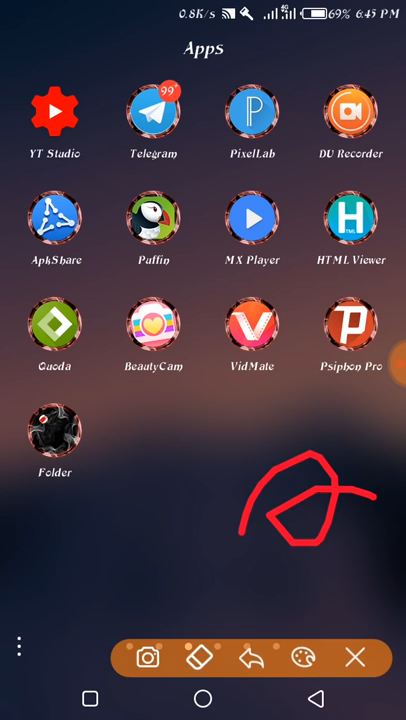 0.8K/s 4G 69% 6:45 PM
Apps
99+
YT Studio Telegram PixelLab DU Recorder
ApkShare Puffin MX Player HTML Viewer
Quoda BeautyCam VidMate Psiphon Pro
Folder